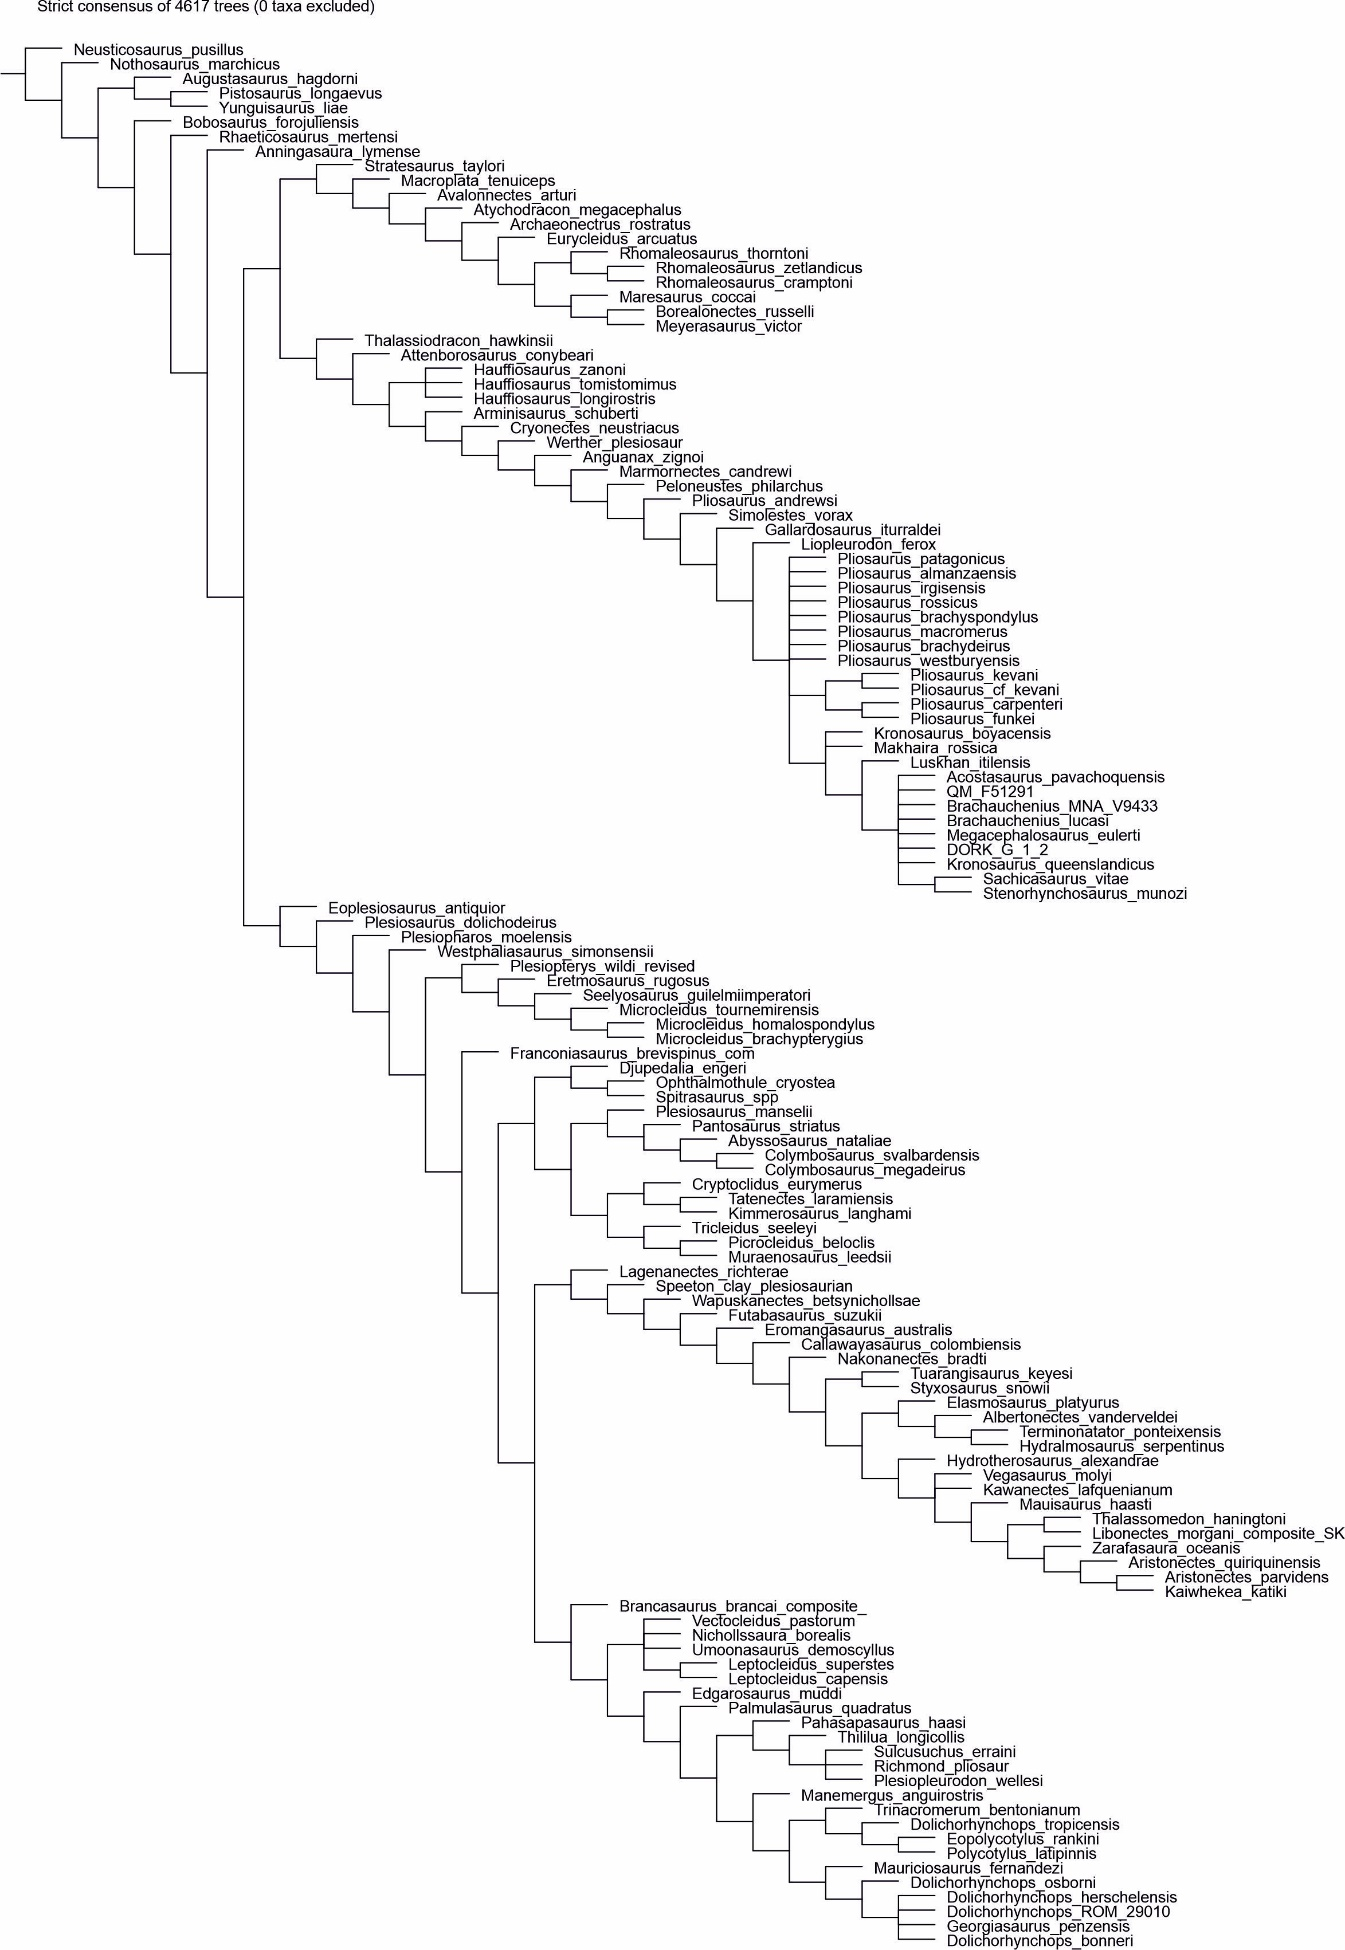 Strict consensus of 4617 trees (0 taxa excluded)
Neusticosaurus_pusillus
Nothosaurus_marchicus
Augustasaurus_hagdorni
Pistosaurus_longaevus
Yunguisaurus_liae
Bobosaurus_forojuliensis
Rhaeticosaurus_mertensi
Anningasaura_lymense
Stratesaurus_taylori
Macroplata_tenuiceps
Avalonnectes_arturi
Atychodracon_megacephalus
Archaeonectrus_rostratus
Eurycleidus_arcuatus
Rhomaleosaurus_thorntoni
Rhomaleosaurus_zetlandicus
Rhomaleosaurus_cramptoni
Maresaurus_coccai
Borealonectes_russelli
Meyerasaurus_victor
Thalassiodracon_hawkinsii
Attenborosaurus_conybeari
Hauffiosaurus_zanoni
Hauffiosaurus_tomistomimus
Hauffiosaurus_longirostris
Arminisaurus_schuberti
Cryonectes_neustriacus
Werther_plesiosaur
Anguanax_zignoi
Marmornectes_candrewi
Peloneustes_philarchus
Pliosaurus_andrewsi
Simolestes_vorax
Gallardosaurus_iturraldei
Liopleurodon_ferox
Pliosaurus_patagonicus
Pliosaurus_almanzaensis
Pliosaurus_irgisensis
Pliosaurus_rossicus
Pliosaurus_brachyspondylus
Pliosaurus_macromerus
Pliosaurus_brachydeirus
Pliosaurus_westburyensis
Pliosaurus_kevani
Pliosaurus_cf_kevani
Pliosaurus_carpenteri
Pliosaurus_funkei
Kronosaurus_boyacensis
Makhaira_rossica
Luskhan_itilensis
Acostasaurus_pavachoquensis
QM_F51291
Brachauchenius_MNA_V9433
Brachauchenius_lucasi
Megacephalosaurus_eulerti
DORK_G_1_2
Kronosaurus_queenslandicus
Sachicasaurus_vitae
Stenorhynchosaurus_munozi
Eoplesiosaurus_antiquior
Plesiosaurus_dolichodeirus
Plesiopharos_moelensis
Westphaliasaurus_simonsensii
Plesiopterys_wildi_revised
Eretmosaurus_rugosus
Seelyosaurus_guilelmiimperatori
Microcleidus_tournemirensis
Microcleidus_homalospondylus
Microcleidus_brachypterygius
Franconiasaurus_brevispinus_com
Djupedalia_engeri
Ophthalmothule_cryostea
Spitrasaurus_spp
Plesiosaurus_manselii
Pantosaurus_striatus
Abyssosaurus_nataliae
Colymbosaurus_svalbardensis
Colymbosaurus_megadeirus
Cryptoclidus_eurymerus
Tatenectes_laramiensis
Kimmerosaurus_langhami
Tricleidus_seeleyi
Picrocleidus_beloclis
Muraenosaurus_leedsii
Lagenanectes_richterae
Speeton_clay_plesiosaurian
Wapuskanectes_betsynichollsae
Futabasaurus_suzukii
Eromangasaurus_australis
Callawayasaurus_colombiensis
Nakonanectes_bradti
Tuarangisaurus_keyesi
Styxosaurus_snowii
Elasmosaurus_platyurus
Albertonectes_vanderveldei
Terminonatator_ponteixensis
Hydralmosaurus_serpentinus
Hydrotherosaurus_alexandrae
Vegasaurus_molyi
Kawanectes_lafquenianum
Mauisaurus_haasti
Thalassomedon_haningtoni
Libonectes_morgani_composite_SK
Zarafasaura_oceanis
Aristonectes_quiriquinensis
Aristonectes_parvidens
Kaiwhekea_katiki
Brancasaurus_brancai_composite_
Vectocleidus_pastorum
Nichollssaura_borealis
Umoonasaurus_demoscyllus
Leptocleidus_superstes
Leptocleidus_capensis
Edgarosaurus_muddi
Palmulasaurus_quadratus
Pahasapasaurus_haasi
Thililua_longicollis
Sulcusuchus_erraini
Richmond_pliosaur
Plesiopleurodon_wellesi
Manemergus_anguirostris
Trinacromerum_bentonianum
Dolichorhynchops_tropicensis
Eopolycotylus_rankini
Polycotylus_latipinnis
Mauriciosaurus_fernandezi
Dolichorhynchops_osborni
Dolichorhynchops_herschelensis
Dolichorhynchops_ROM_29010
Georgiasaurus_penzensis
Dolichorhynchops_bonneri